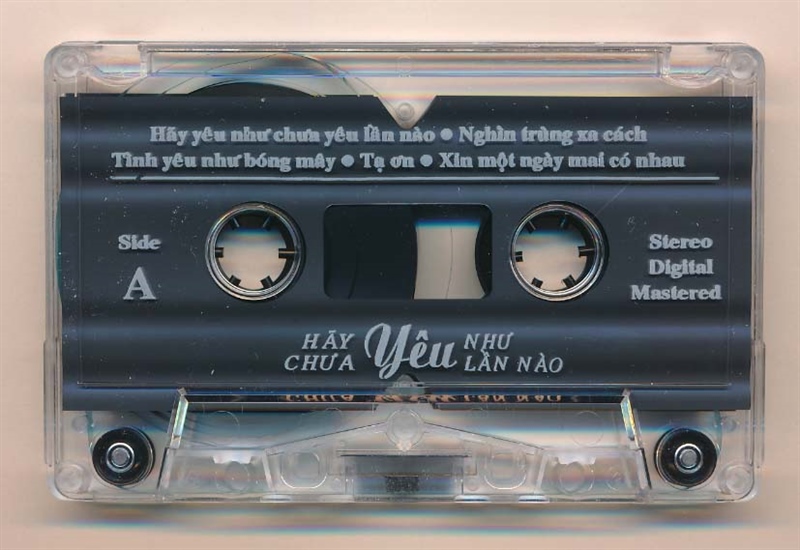 Hãy yêu như chưa yêu lần nào • Nghìn trùng xa cách
Tình yêu như bóng mây • Tạ ơn • Xin một ngày mai có nhau
Side
A
Stereo
Digital
Mastered
HÃY Yêu NHƯ
CHƯA LẦN NÀO